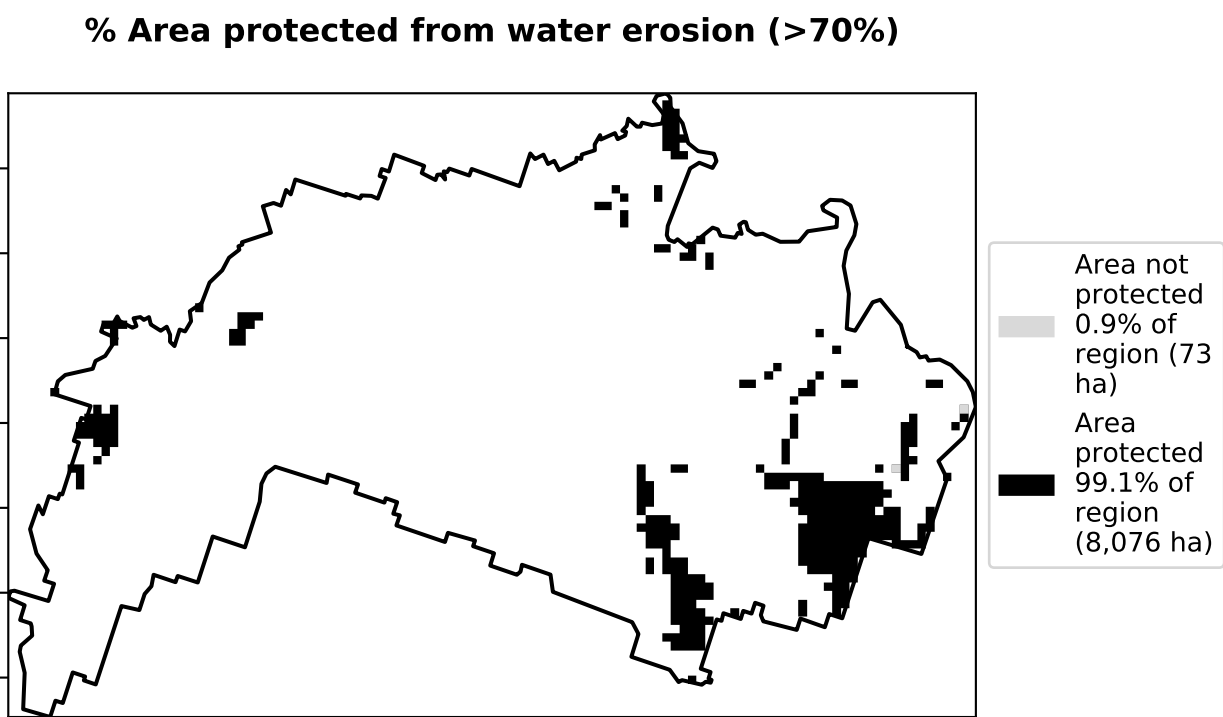 % Area protected from water erosion (>70%)
Area not
protected
0.9% of
region (73
ha)
Area
protected
99.1% of
region
(8,076 ha)